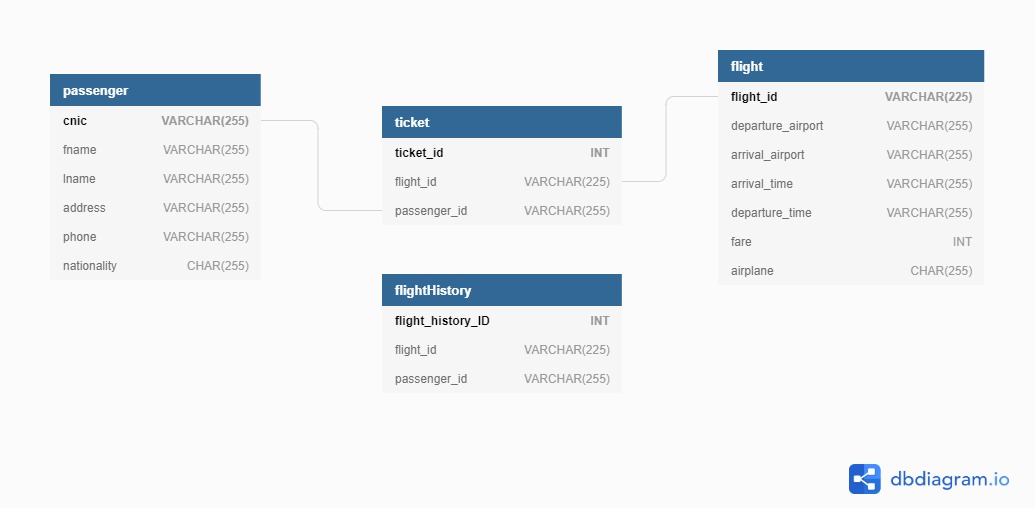 passenger
cnic VARCHAR(255)
fname VARCHAR(255)
lname VARCHAR(255)
address VARCHAR(255)
phone VARCHAR(255)
nationality CHAR(255)
ticket
ticket_id INT
flight_id VARCHAR(225)
passenger_id VARCHAR(255)
flightHistory
flight_history_ID INT
flight_id VARCHAR(225)
passenger_id VARCHAR(255)
flight
flight_id VARCHAR(225)
departure_airport VARCHAR(255)
arrival_airport VARCHAR(255)
arrival_time VARCHAR(255)
departure_time VARCHAR(255)
fare INT
airplane CHAR(255)
dbdiagram.io